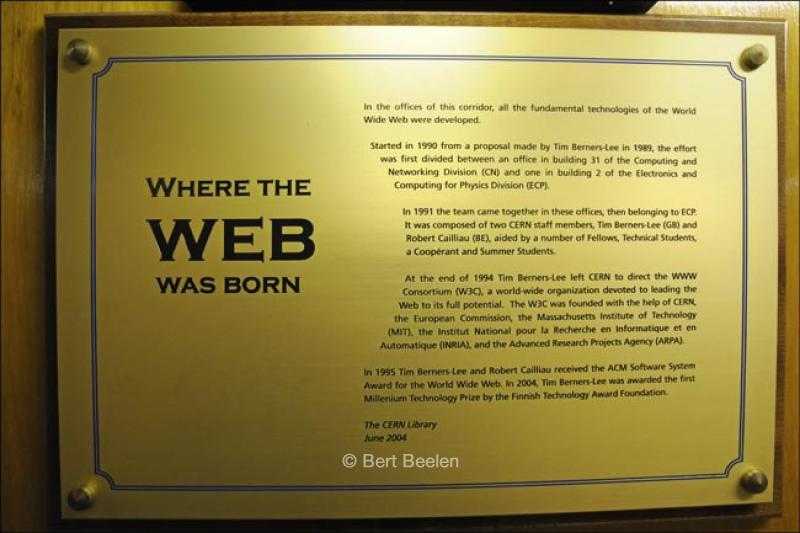 WHERE THE
WEB
WAS BORN
In the offices of this corridor, all the fundamental technologies of the World
Wide Web were developed.
Started in 1990 from a proposal made by Tim Berners-Lee in 1989, the effort
was first divided between an office in building 31 of the Computing and
Networking Division (CN) and one in building 2 of the Electronics and
Computing for Physics Division (ECP).
In 1991 the team came together in these offices, then belonging to ECP.
It was composed of two CERN staff members, Tim Berners-Lee (GB) and
Robert Cailliau (BE), aided by a number of Fellows, Technical Students,
a Coopérant and Summer Students.
At the end of 1994 Tim Berners-Lee left CERN to direct the WWW
Consortium (W3C), a world-wide organization devoted to leading the
Web to its full potential. The W3C was founded with the help of CERN,
the European Commission, the Massachusetts Institute of Technology
(MIT), the Institut National pour la Recherche en Informatique et en
Automatique (INRIA), and the Advanced Research Projects Agency (ARPA).
In 1995 Tim Berners-Lee and Robert Cailliau received the ACM Software System
Award for the World Wide Web. In 2004, Tim Berners-Lee was awarded the first
Millenium Technology Prize by the Finnish Technology Award Foundation.
The CERN Library
June 2004
© Bert Beelen